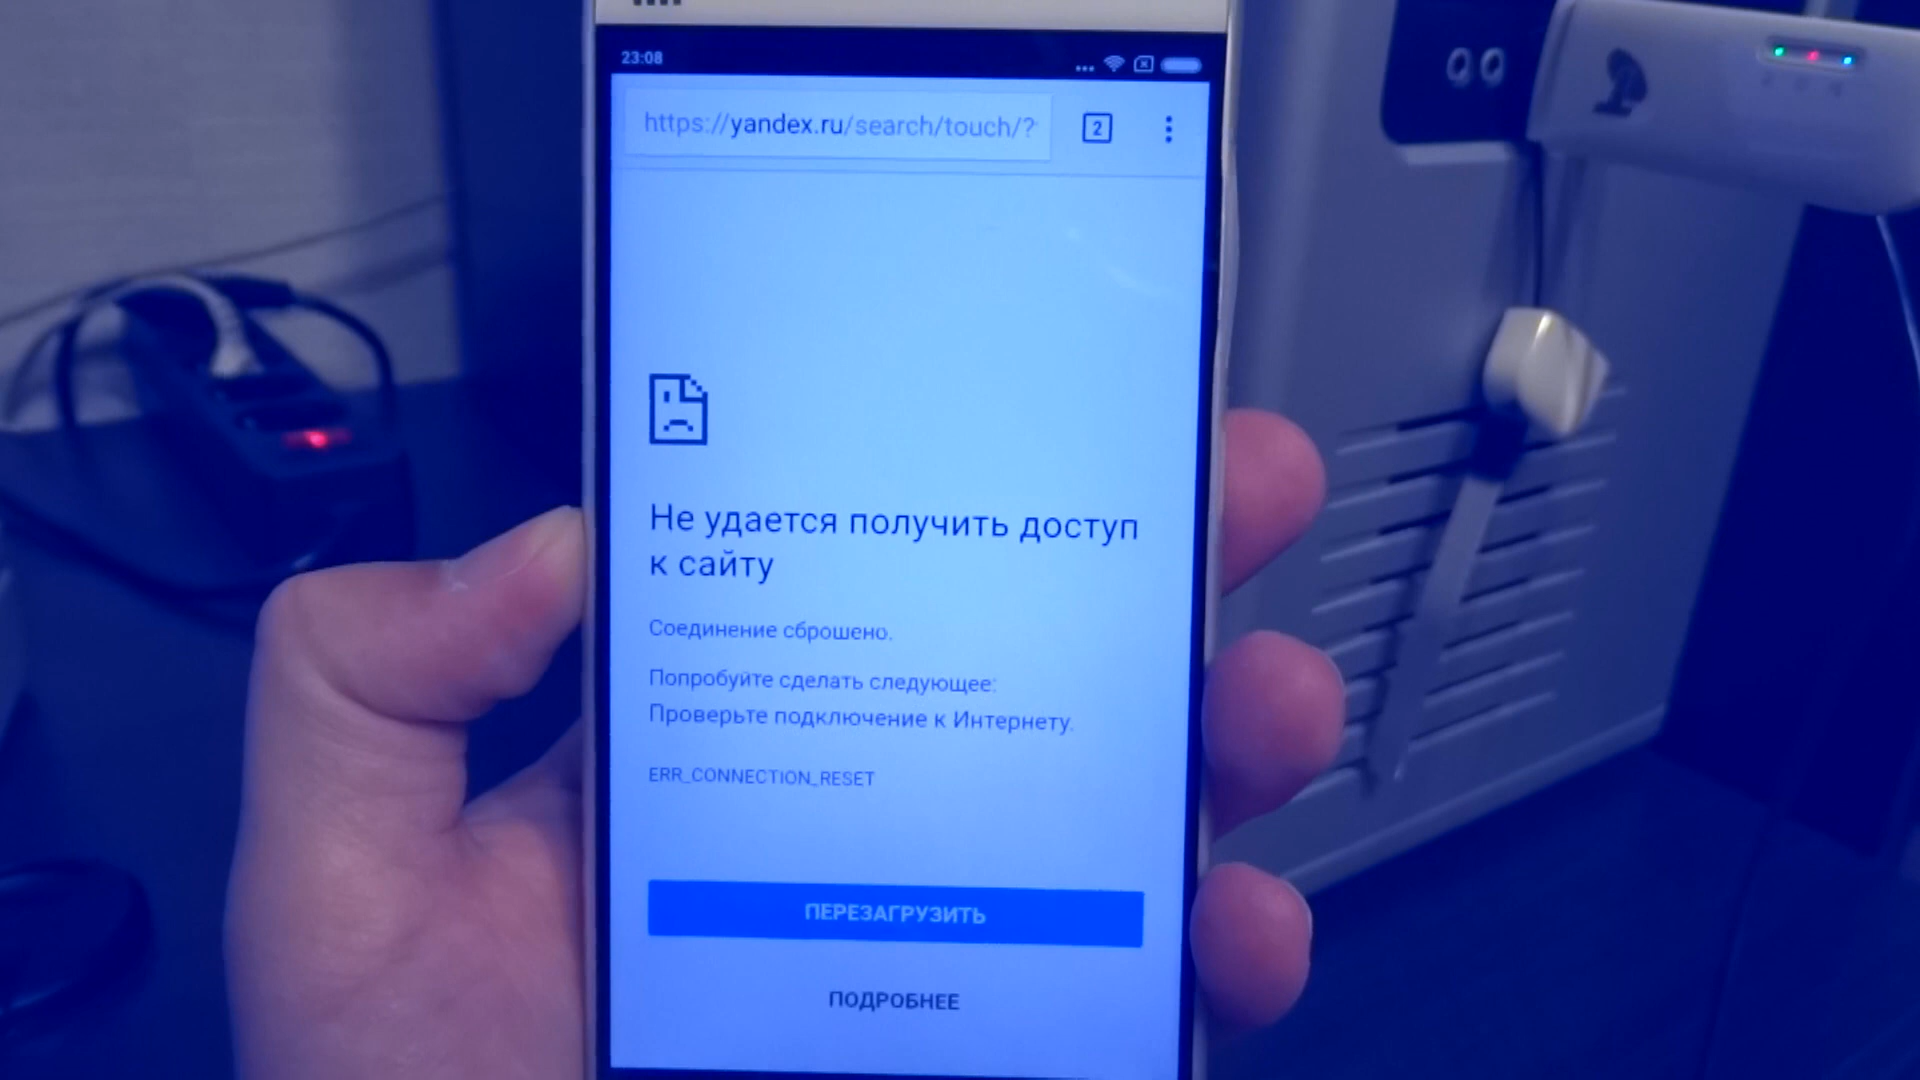 23:08
https://yandex.ru/search/touch/?
2
Не удается получить доступ
к сайту
Соединение сброшено.
Попробуйте сделать следующее:
Проверьте подключение к Интернету.
ERR_CONNECTION_RESET
ПЕРЕЗАГРУЗИТЬ
ПОДРОБНЕЕ